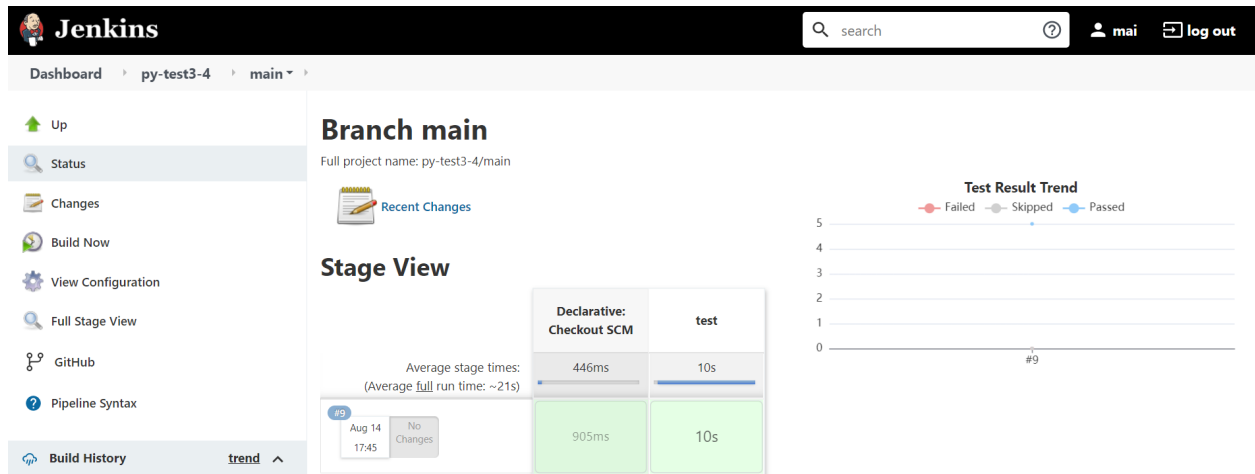 Jenkins
search
mai
log out
Dashboard
py-test3-4
main
Up
Status
Changes
Build Now
View Configuration
Full Stage View
GitHub
Pipeline Syntax
Build History
trend
Branch main
Full project name: py-test3-4/main
Recent Changes
Stage View
Declarative:
Checkout SCM
test
Average stage times:
(Average full run time: ~21s)
446ms
10s
#9
Aug 14
17:45
No
Changes
905ms
10s
Test Result Trend
Failed Skipped Passed
5
4
3
2
1
0
#9